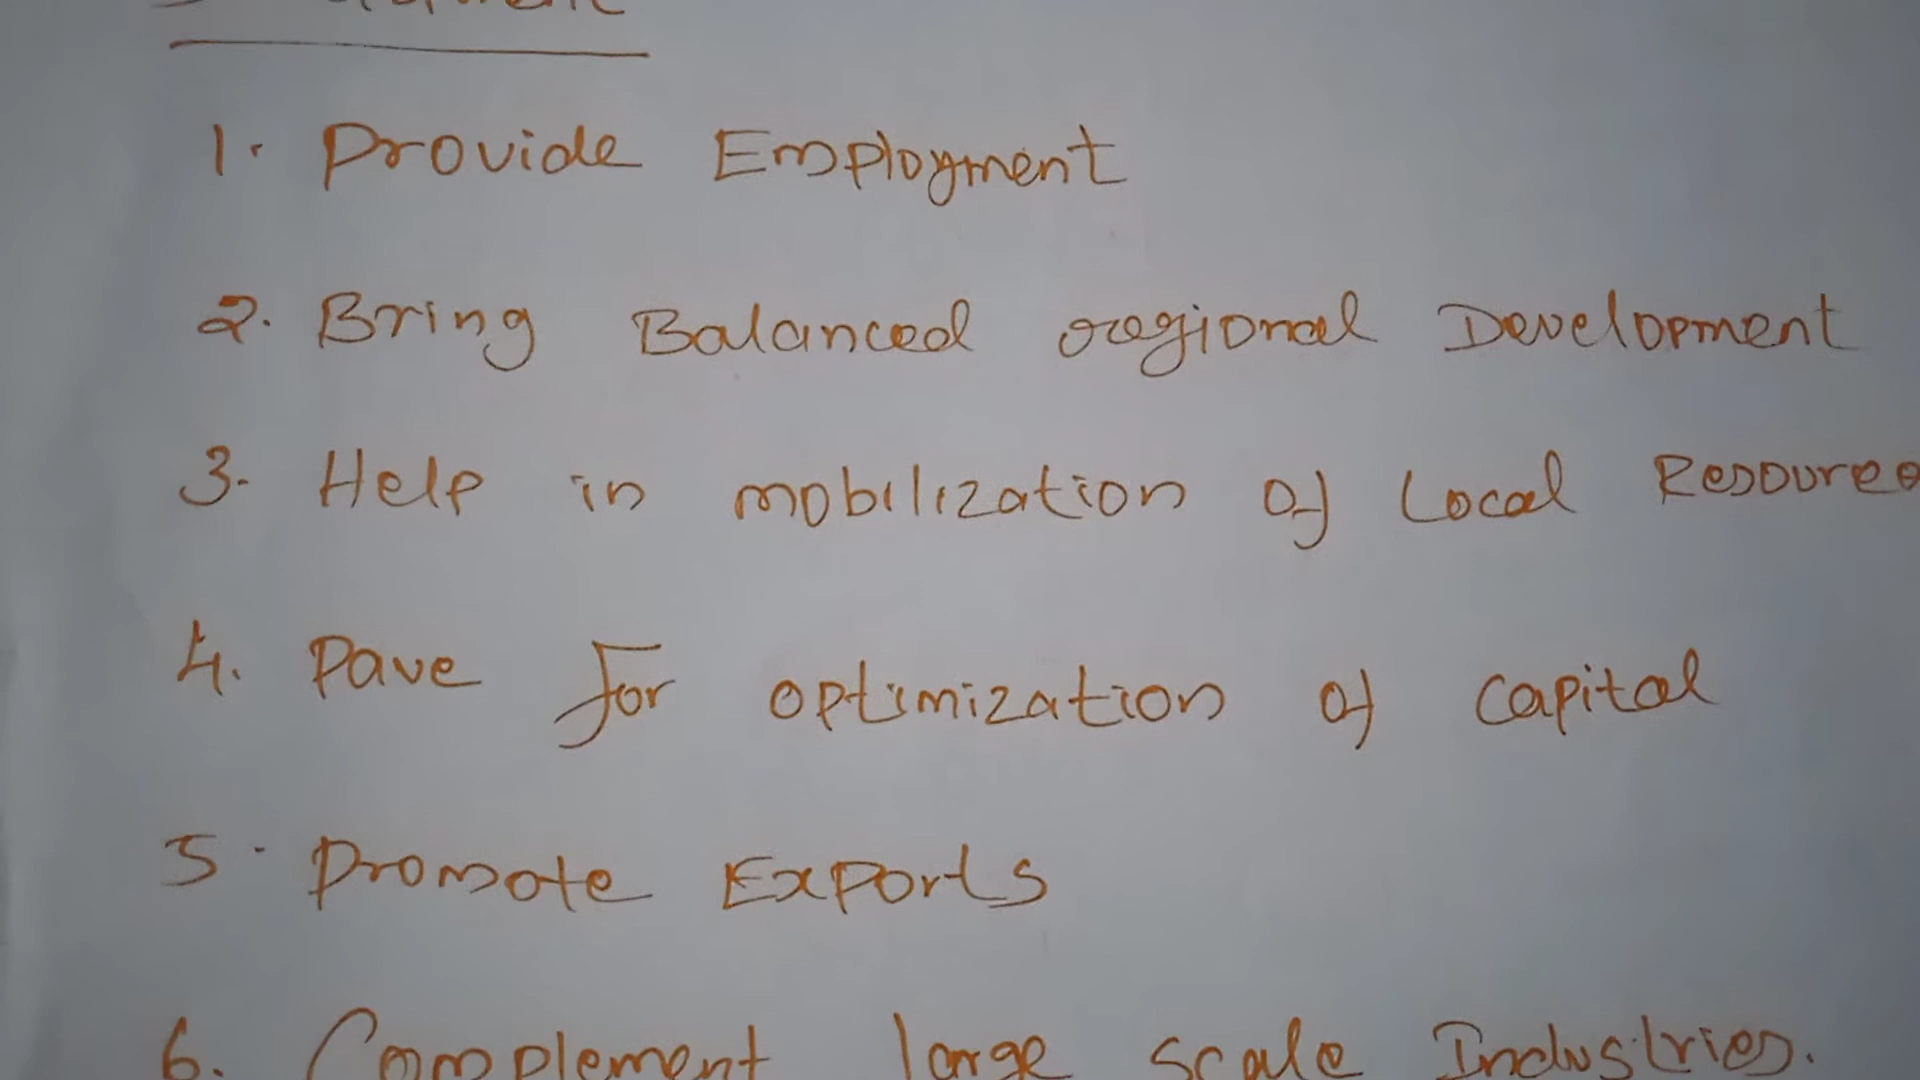 1. Provide Employment
2. Bring Balanced regional Development
3. Help in mobilization of Local Resource
4. Pave for optimization of capital
5. Promote Exports
6. Complement large scale Industries.